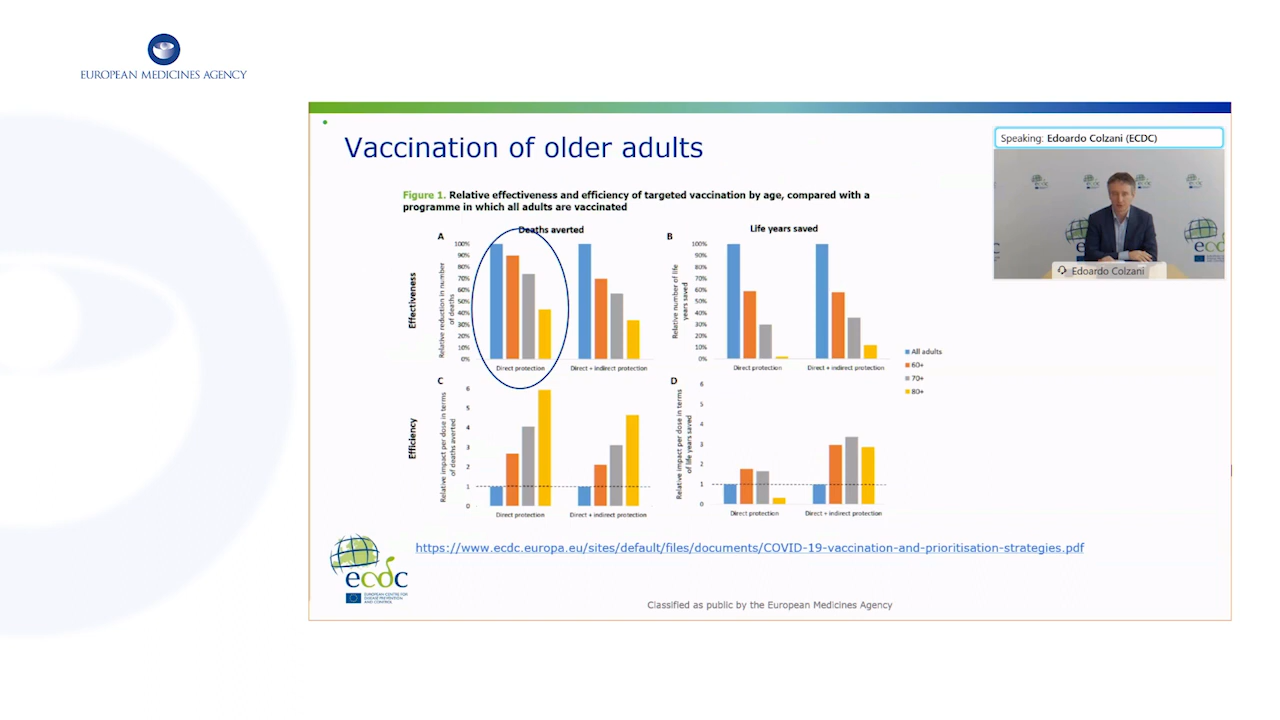 EUROPEAN MEDICINES AGENCY
Vaccination of older adults
Speaking: Edoardo Colzani (ECDC)
Edoardo Colzani
Figure 1. Relative effectiveness and efficiency of targeted vaccination by age, compared with a
programme in which all adults are vaccinated
Deaths averted
Life years saved
Effectiveness
A
Relative reduction in number
of deaths
100%
90%
80%
70%
60%
50%
40%
30%
20%
10%
0%
Direct protection
Direct + indirect protection
B
Relative number of life
years saved
100%
90%
80%
70%
60%
50%
40%
30%
20%
10%
0%
Direct protection
Direct + indirect protection
All adults
60+
70+
80+
Efficiency
C
Relative impact per dose in terms
of deaths averted
6
5
4
3
2
1
0
Direct protection
Direct + indirect protection
D
Relative impact per dose in terms
of life years saved
6
5
4
3
2
1
0
Direct protection
Direct + indirect protection
https://www.ecdc.europa.eu/sites/default/files/documents/COVID-19-vaccination-and-prioritisation-strategies.pdf
ecdc
EUROPEAN CENTRE FOR
DISEASE PREVENTION
AND CONTROL
Classified as public by the European Medicines Agency